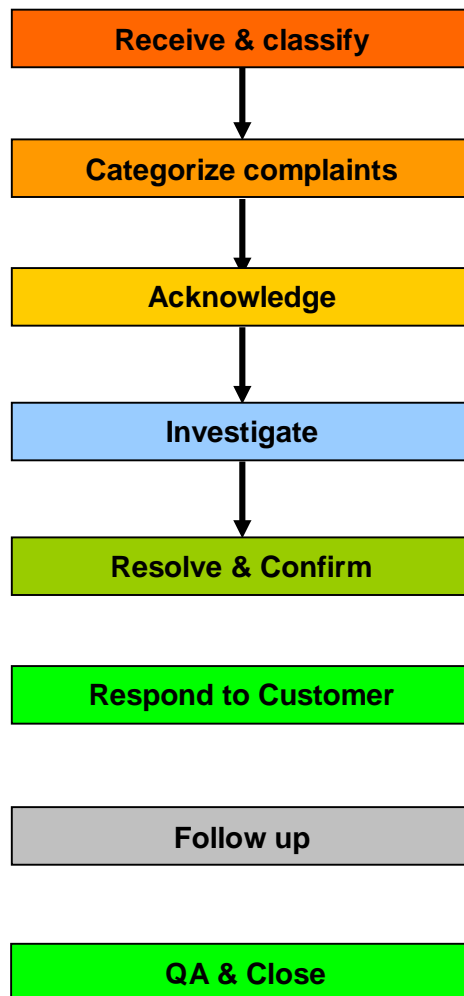 Receive & classify
Categorize complaints
Acknowledge
Investigate
Resolve & Confirm
Respond to Customer
Follow up
QA & Close